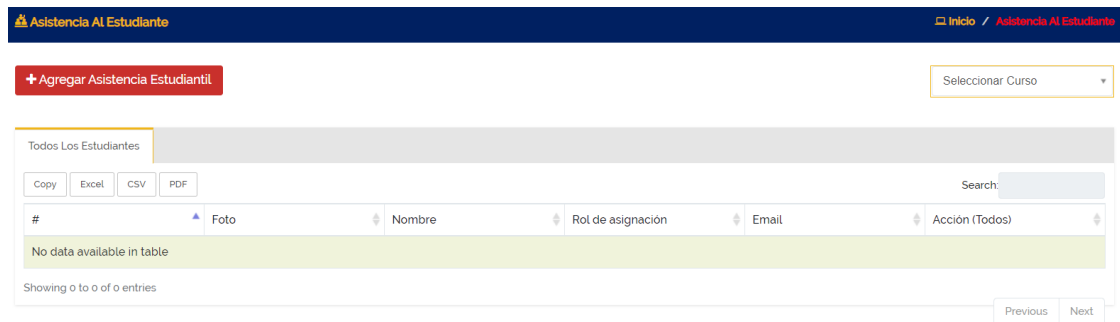 Asistencia Al Estudiante
Inicio / Asistencia Al Estudiante
+ Agregar Asistencia Estudiantil
Seleccionar Curso
Todos Los Estudiantes
Copy Excel CSV PDF
Search:
# Foto Nombre Rol de asignación Email Acción (Todos)
No data available in table
Showing 0 to 0 of 0 entries
Previous Next